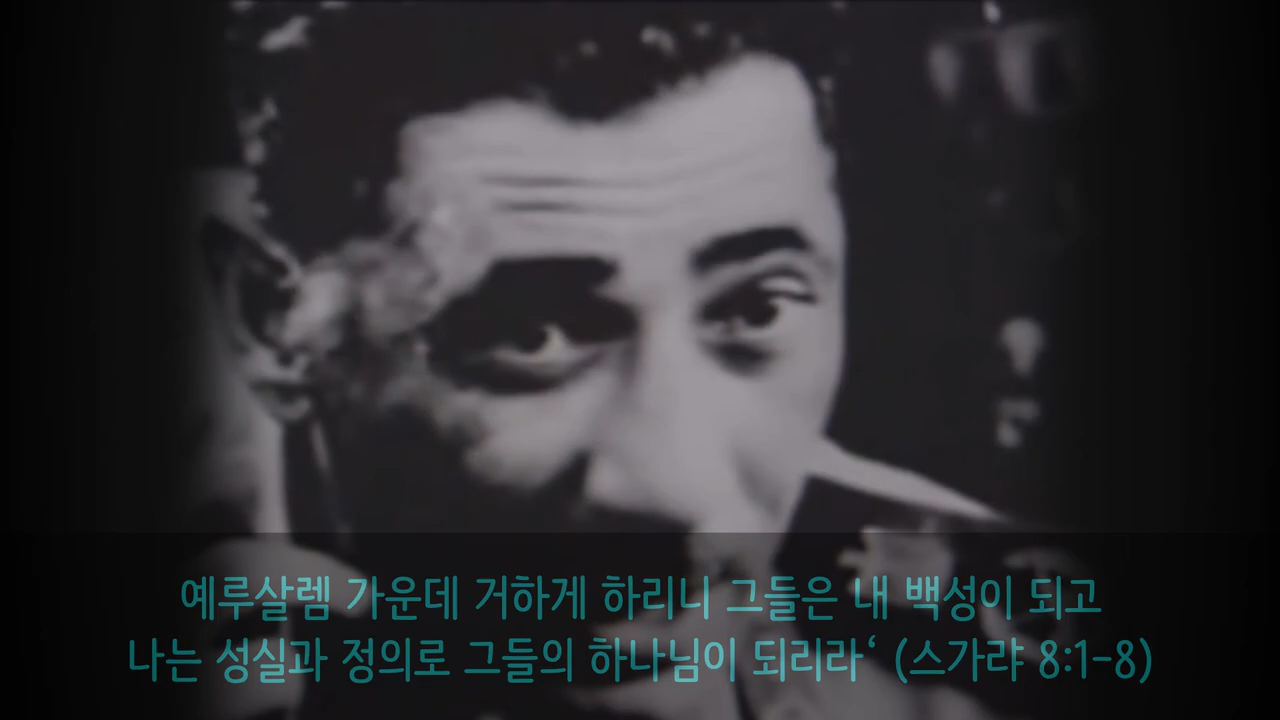 예루살렘 가운데 거하게 하리니 그들은 내 백성이 되고
나는 성실과 정의로 그들의 하나님이 되리라‘ (스가랴 8:1-8)